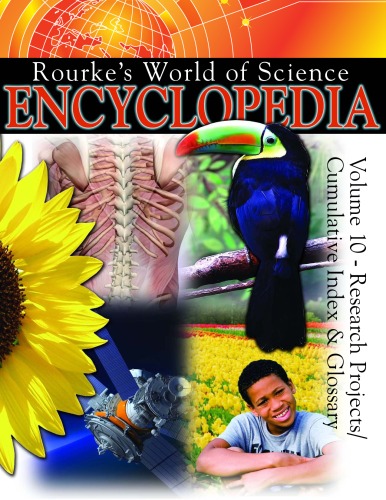 Rourke's World of Science
ENCYCLOPEDIA
Volume 10 - Research Projects/
Cumulative Index & Glossary